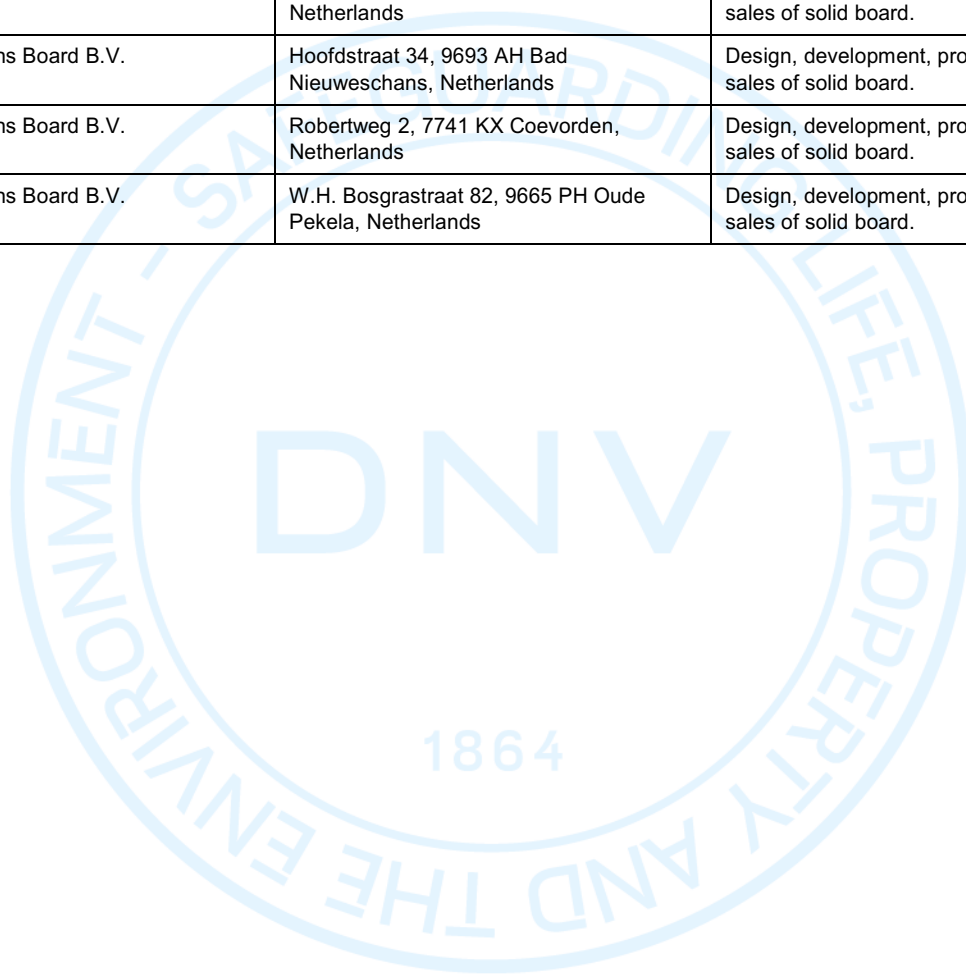 Netherlands
sales of solid board.
ns Board B.V.
Hoofdstraat 34, 9693 AH Bad
Nieuweschans, Netherlands
Design, development, pro
sales of solid board.
ns Board B.V.
Robertweg 2, 7741 KX Coevorden,
Netherlands
Design, development, pro
sales of solid board.
ns Board B.V.
W.H. Bosgrastraat 82, 9665 PH Oude
Pekela, Netherlands
Design, development, pro
sales of solid board.
SAFEGUARDING LIFE, PROPERTY AND THE ENVIRONMENT -
DNV
1864